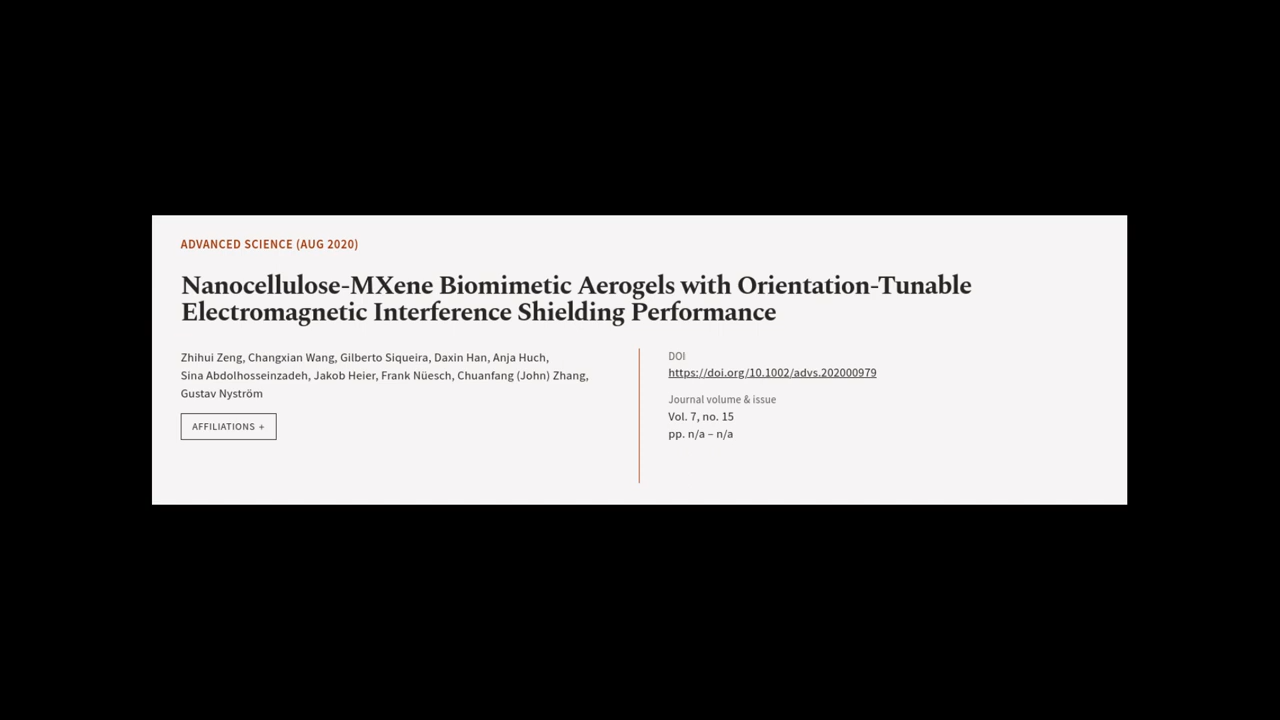 ADVANCED SCIENCE (AUG 2020)
Nanocellulose-MXene Biomimetic Aerogels with Orientation-Tunable
Electromagnetic Interference Shielding Performance
Zhihui Zeng, Changxian Wang, Gilberto Siqueira, Daxin Han, Anja Huch,
Sina Abdolhosseinzadeh, Jakob Heier, Frank Nüesch, Chuanfang (John) Zhang,
Gustav Nyström
AFFILIATIONS +
DOI
https://doi.org/10.1002/advs.202000979
Journal volume & issue
Vol. 7, no. 15
pp. n/a – n/a